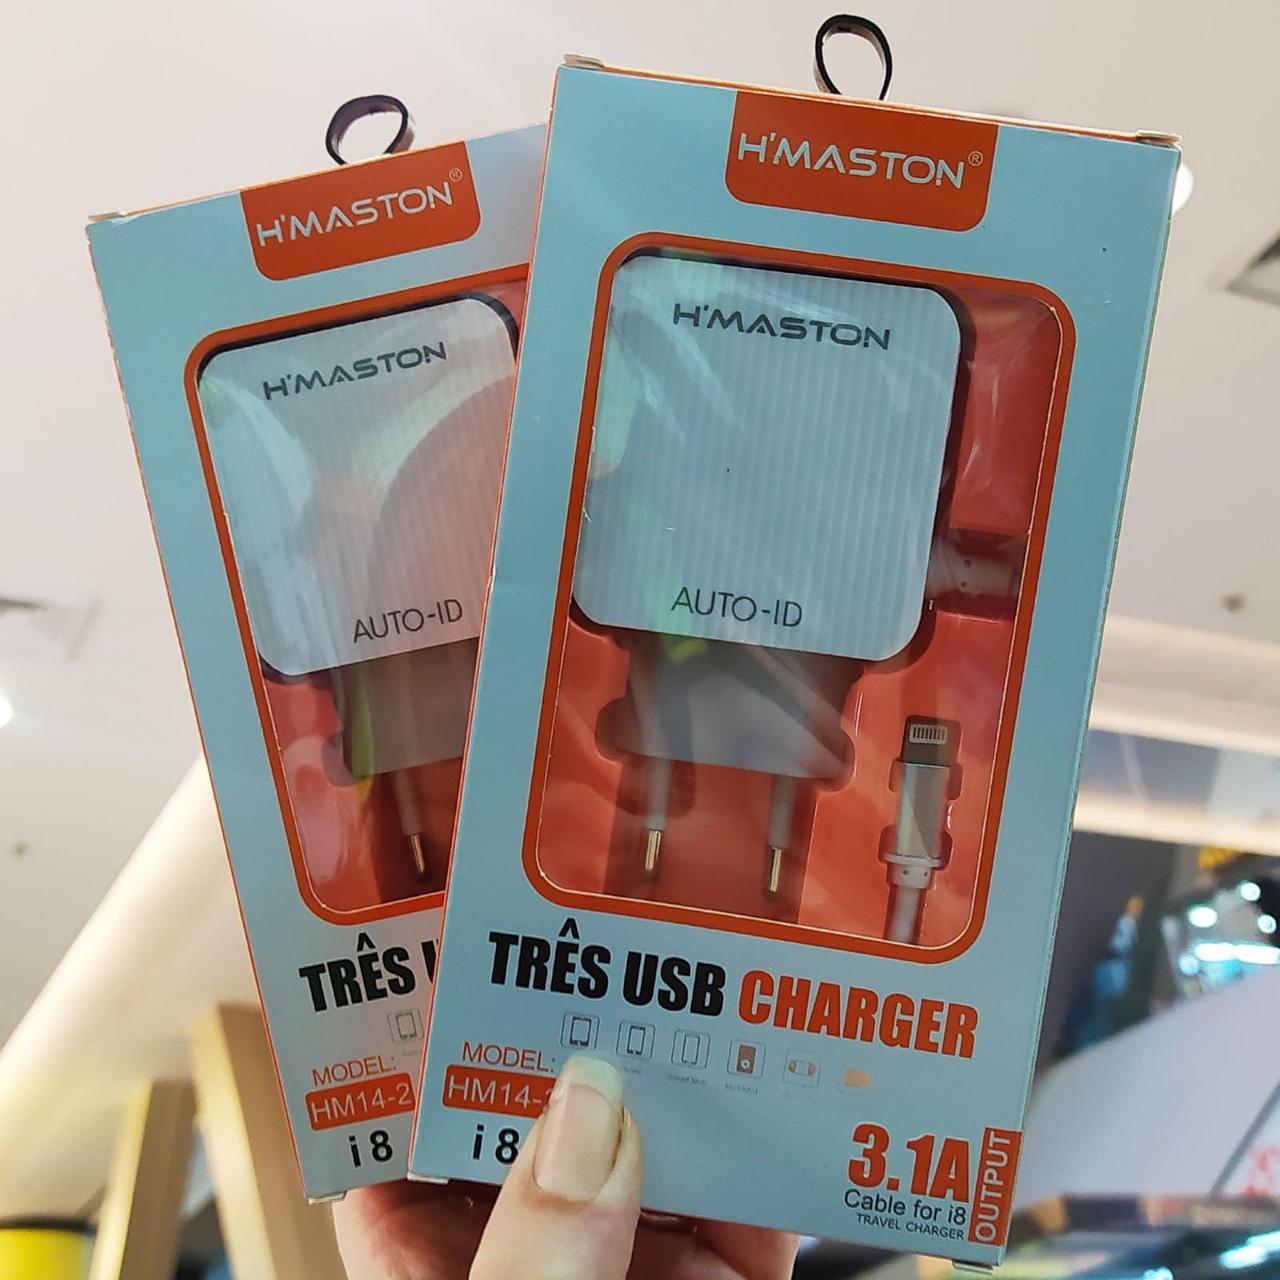 H'MASTON®
H'MASTON
AUTO-ID
TRÊS
MODEL:
HM14-2
i8
H'MASTON®
H'MASTON
AUTO-ID
TRÊS USB CHARGER
MODEL:
i8
3.1A
OUTPUT
Cable for i8
TRAVEL CHARGER